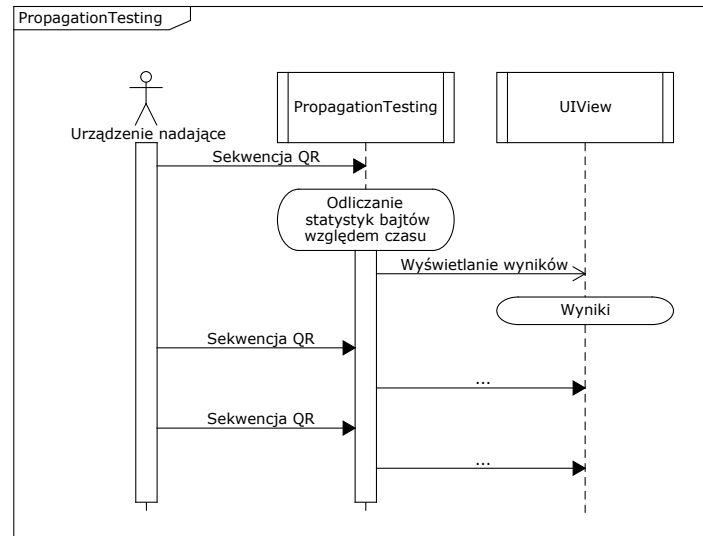 PropagationTesting
Urządzenie nadające
PropagationTesting
UIView
Sekwencja QR
Odliczanie
statystyk bajtów
względem czasu
Wyświetlanie wyników
Wyniki
Sekwencja QR
...
Sekwencja QR
...